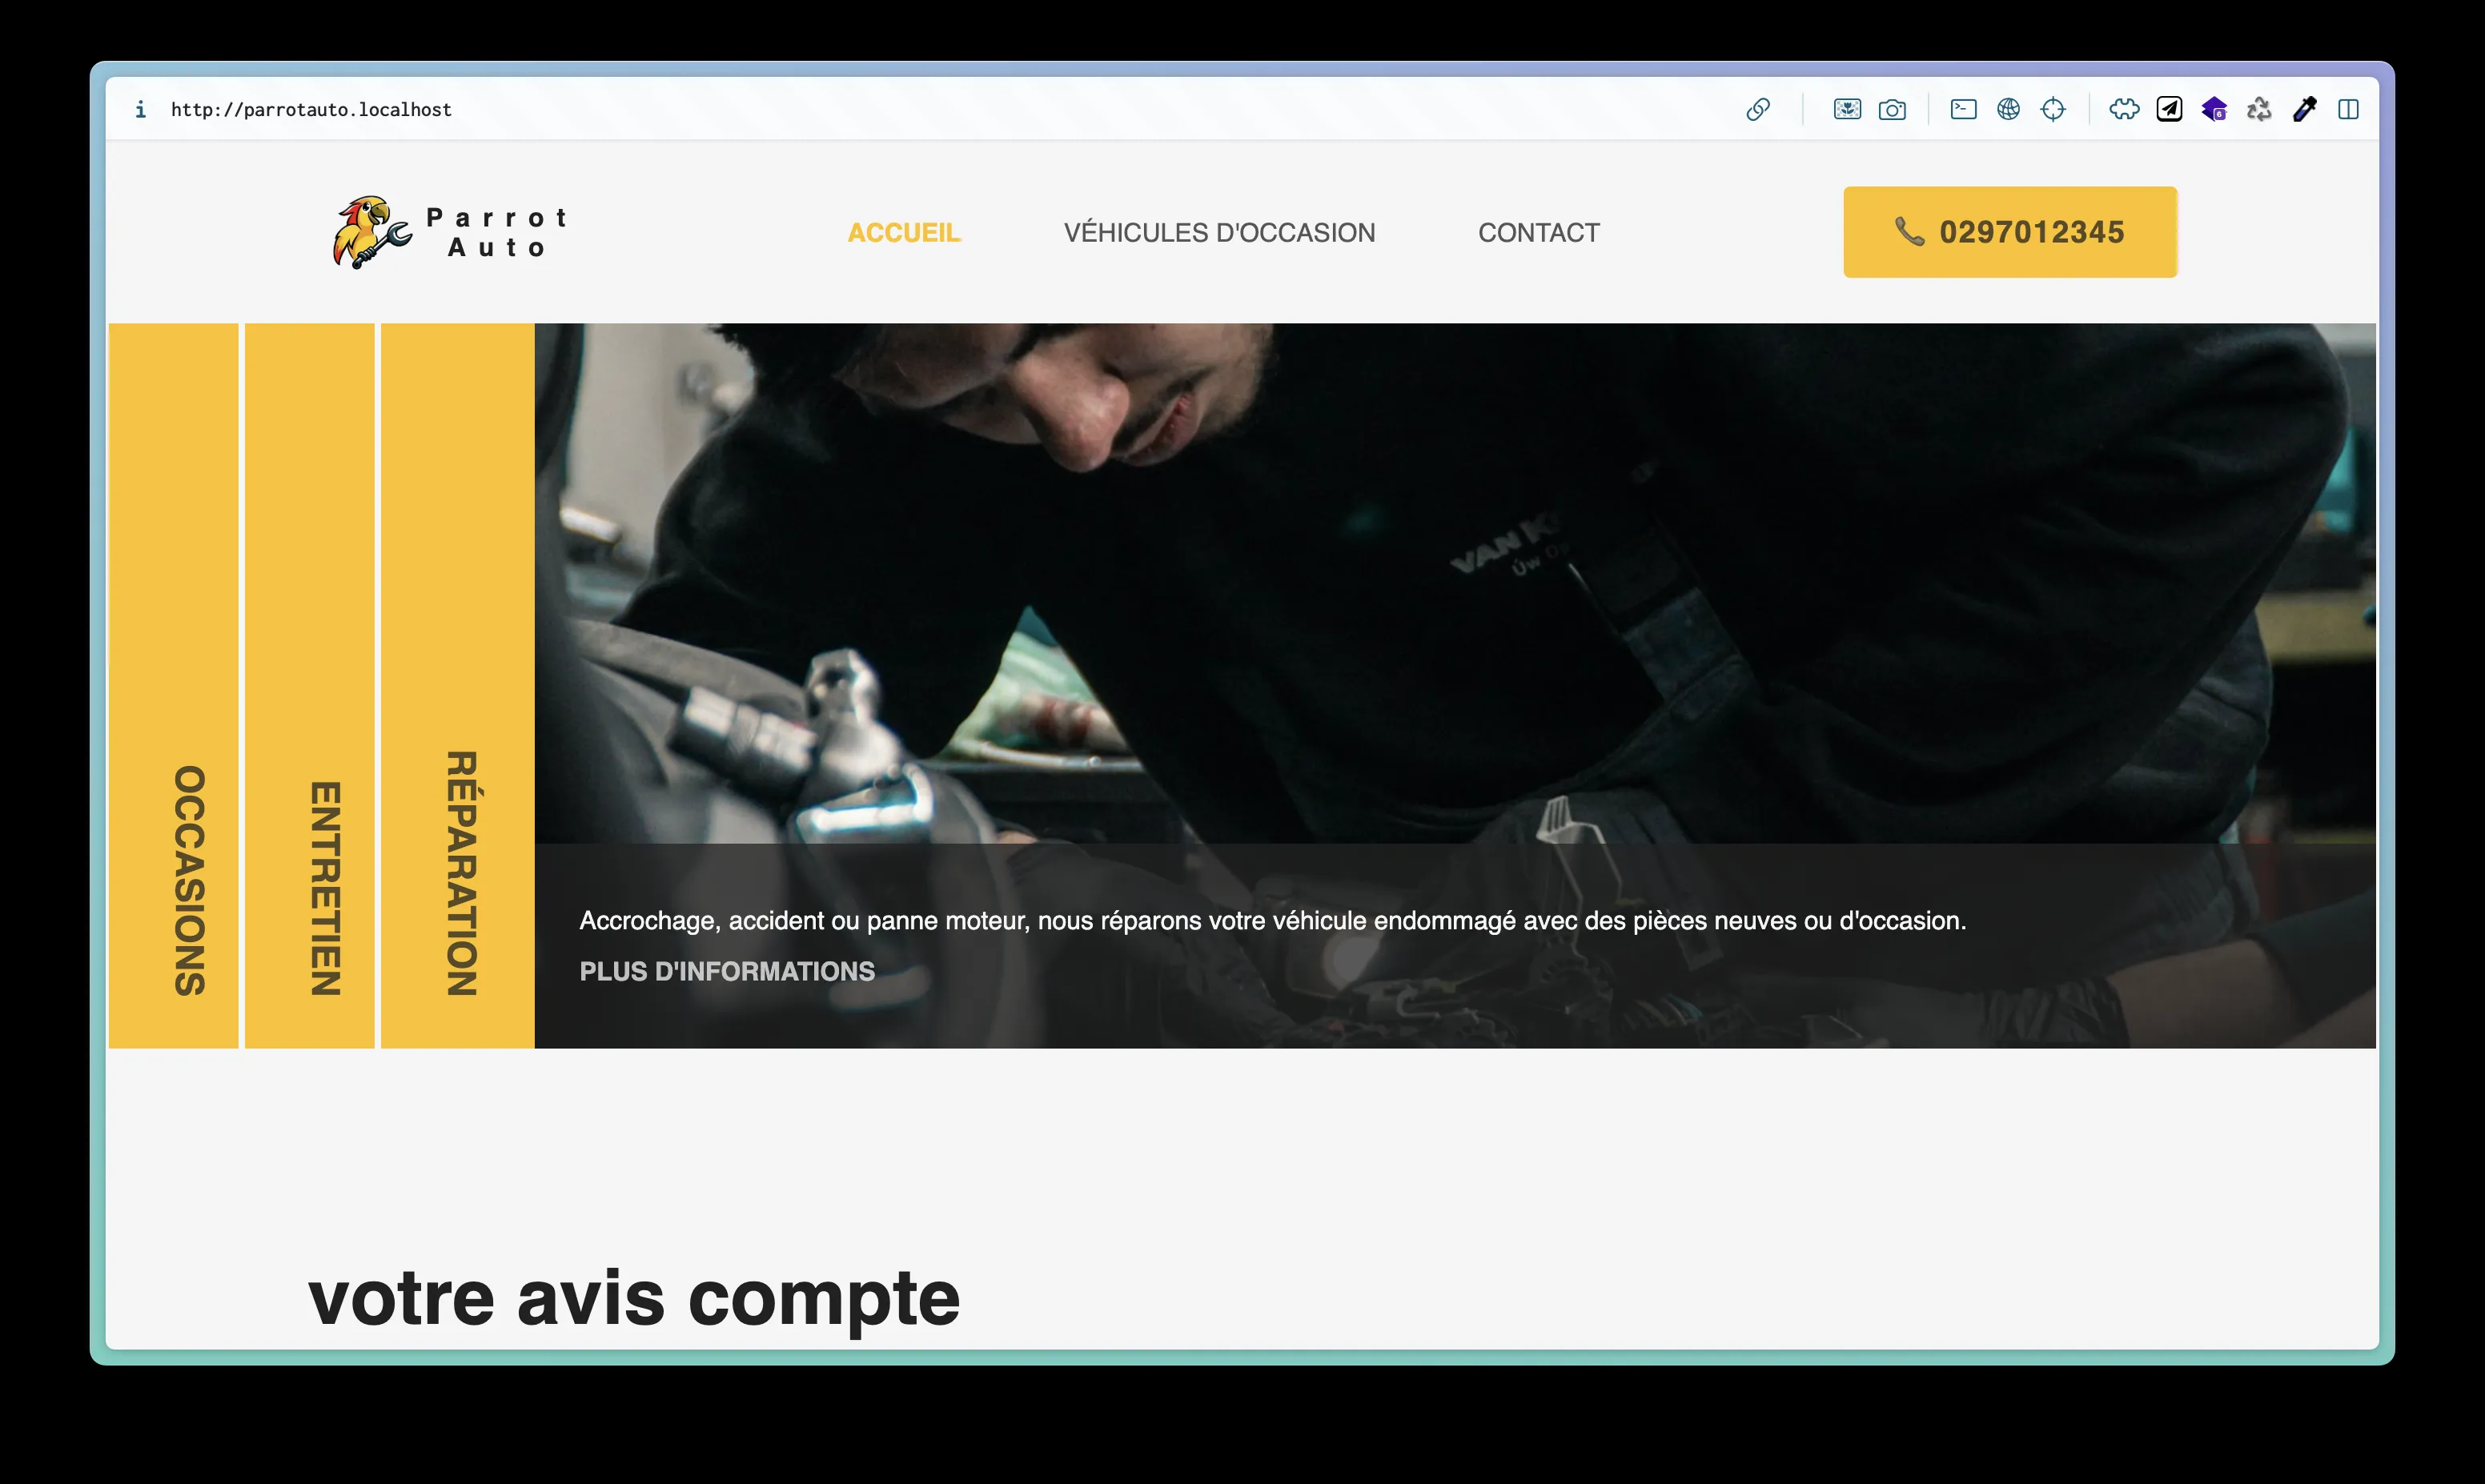 http://parrotauto.localhost
Parrot
Auto
ACCUEIL
VÉHICULES D'OCCASION
CONTACT
0297012345
OCCASIONS
ENTRETIEN
RÉPARATION
VAN
Accrochage, accident ou panne moteur, nous réparons votre véhicule endommagé avec des pièces neuves ou d'occasion.
PLUS D'INFORMATIONS
votre avis compte